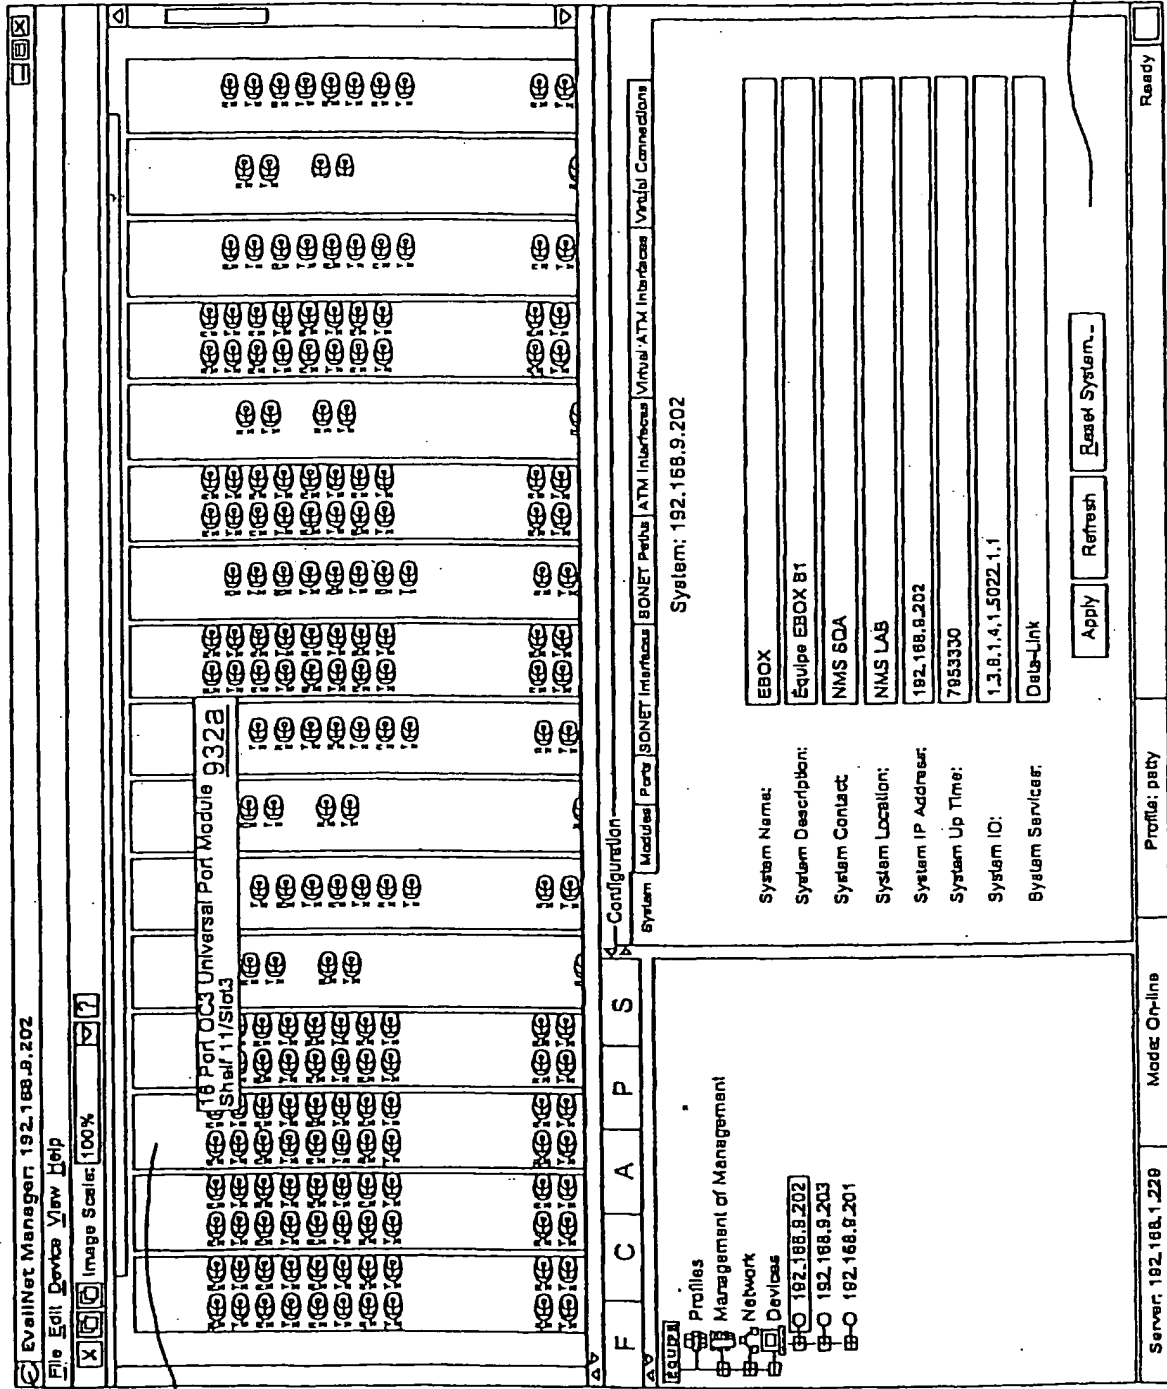 EvaliNet Manager: 192.168.9.202
File Edit Device View Help
Image Scale: 100%
16 Port OC3 Universal Port Module 932a
Shelf 11/Slot3
F C A P S
EQUIPE
Profiles
Management of Management
Network
Devices
192.168.9.202
192.168.9.203
192.168.9.201
Configuration
System Modules Ports SONET Interfaces SONET Paths ATM Interfaces Virtual ATM Interfaces Virtual Connections
System: 192.168.9.202
System Name: EBOX
System Description: Equipe EBOX B1
System Contact NMS SQA
System Location: NMS LAB
System IP Address: 192.168.9.202
System Up Time: 7953330
System ID: 1.3.6.1.4.1.5022.1.1
System Services: Data-Link
Apply Refresh Reset System...
Server: 192.168.1.229 Mode: On-line Profile: patty Ready